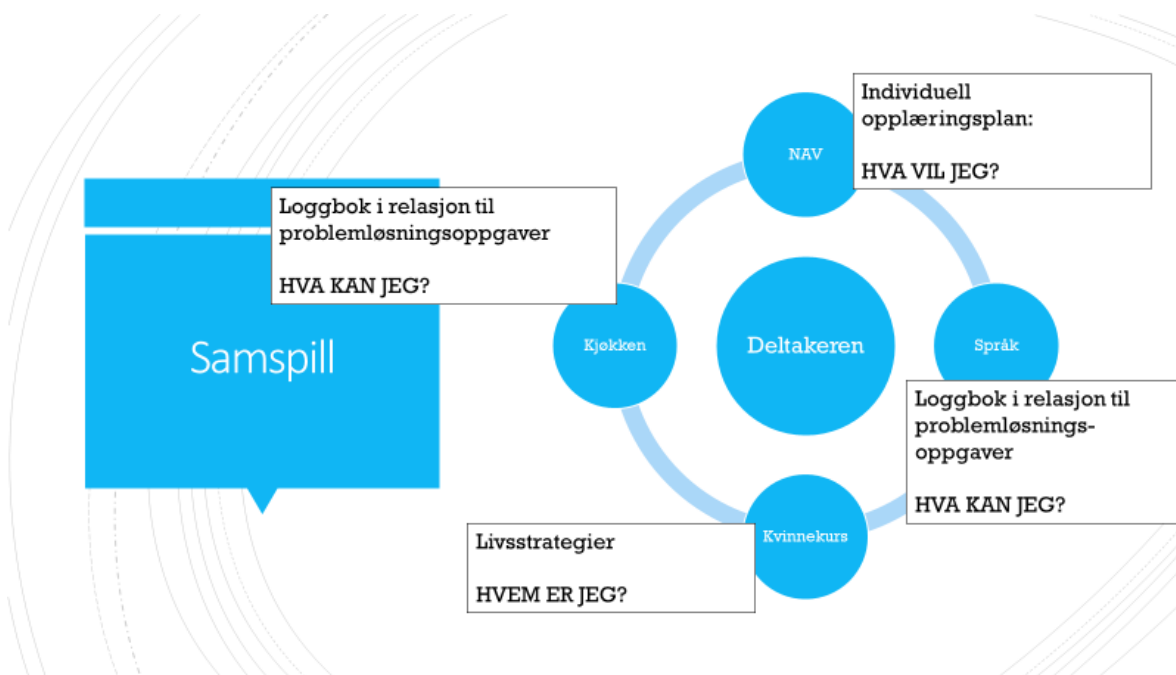 Samspill
Loggbok i relasjon til
problemløsningsoppgaver
HVA KAN JEG?
NAV
Individuell
opplæringsplan:
HVA VIL JEG?
Kjøkken
Deltakeren
Språk
Loggbok i relasjon til
problemløsnings-
oppgaver
HVA KAN JEG?
Kvinnekurs
Livsstrategier
HVEM ER JEG?